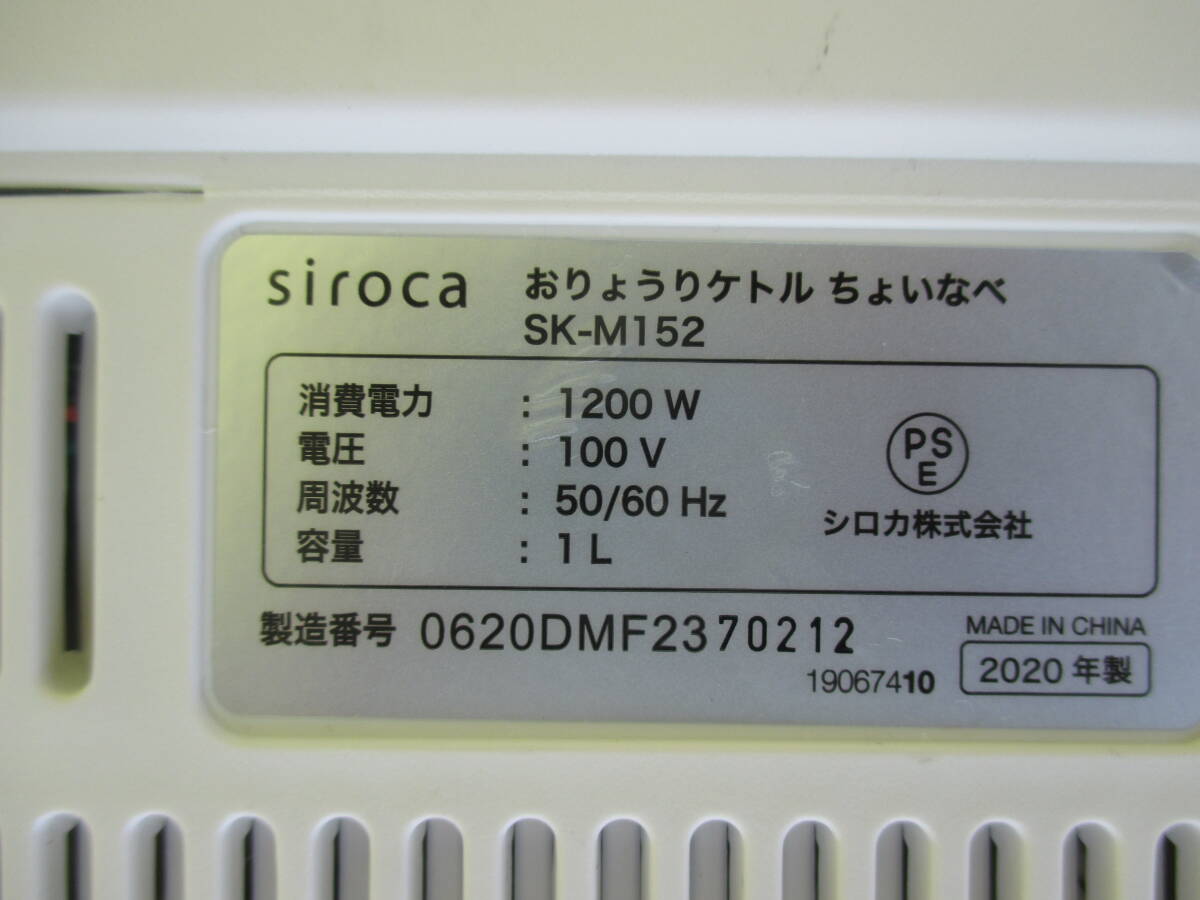 siroca おりょうりケトル ちょいなべ
SK-M152
消費電力 : 1200 W
電圧 : 100 V
周波数 : 50/60 Hz
容量 : 1 L
PS
E
シロカ株式会社
製造番号 0620DMF2370212
19067410
MADE IN CHINA
2020 年製